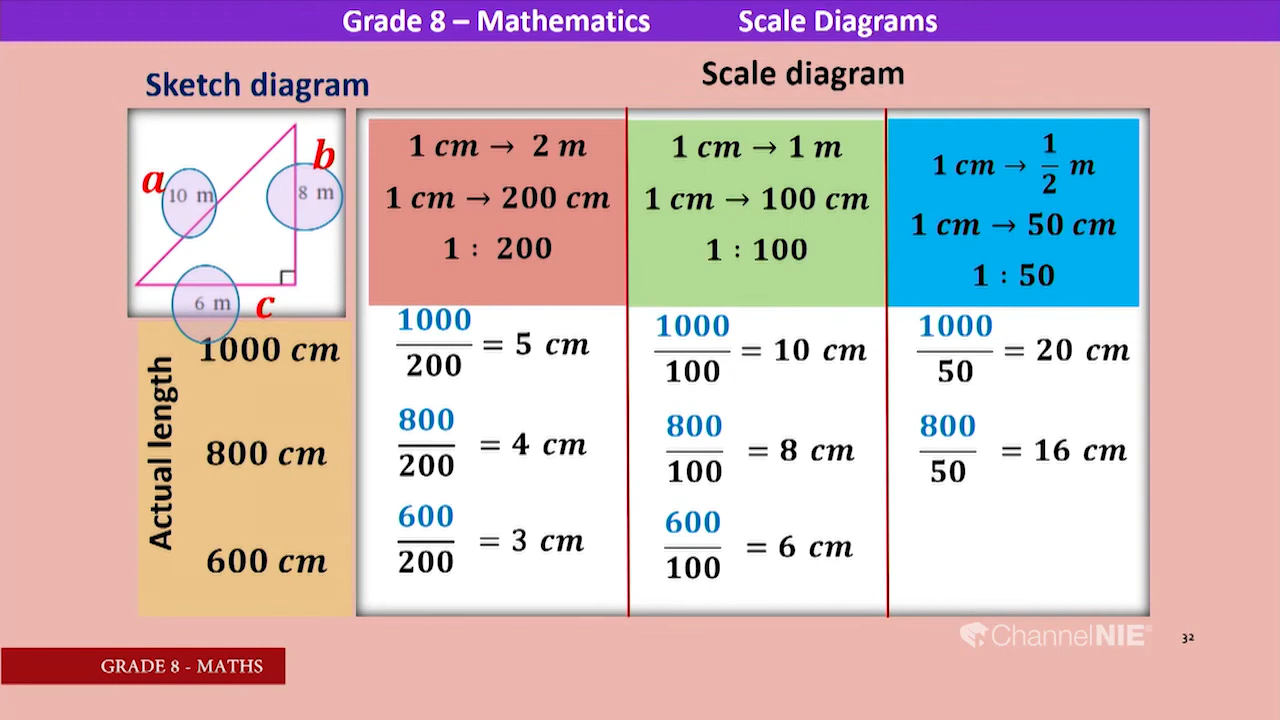 Grade 8 – Mathematics Scale Diagrams
Sketch diagram
Scale diagram
a
10 m
b
8 m
6 m
c
1 cm → 2 m
1 cm → 200 cm
1 : 200
1 cm → 1 m
1 cm → 100 cm
1 : 100
1 cm → 1/2 m
1 cm → 50 cm
1 : 50
Actual length
1000 cm
1000/200 = 5 cm
1000/100 = 10 cm
1000/50 = 20 cm
800 cm
800/200 = 4 cm
800/100 = 8 cm
800/50 = 16 cm
600 cm
600/200 = 3 cm
600/100 = 6 cm
ChannelNIE
32
GRADE 8 - MATHS